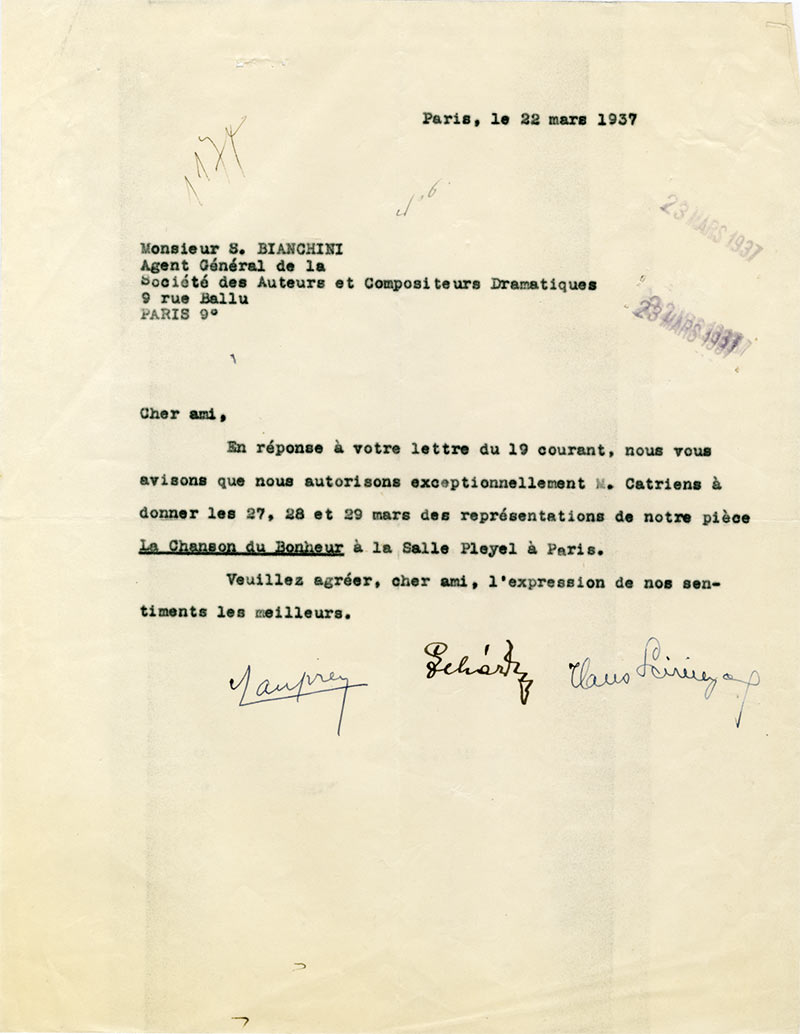 Paris, le 22 mars 1937
1177
23 MARS 1937
Monsieur S. BIANCHINI
Agent Général de la
Société des Auteurs et Compositeurs Dramatiques
9 rue Ballu
PARIS 9°
23 MARS 1937
Cher ami,
En réponse à votre lettre du 19 courant, nous vous
avisons que nous autorisons exceptionnellement M. Catriens à
donner les 27, 28 et 29 mars des représentations de notre pièce
La Chanson du Bonheur à la Salle Pleyel à Paris.
Veuillez agréer, cher ami, l'expression de nos sen-
timents les meilleurs.
Mauprey
Lehár